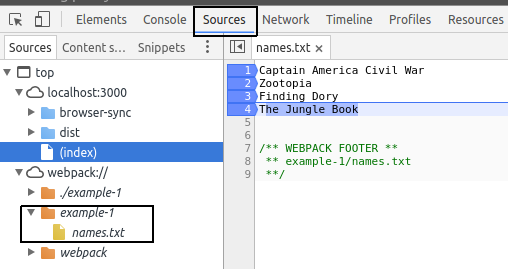 Elements Console Sources Network Timeline Profiles Resources
Sources Content s... Snippets
names.txt ×
top
localhost:3000
browser-sync
dist
(index)
webpack://
./example-1
example-1
names.txt
webpack
1 Captain America Civil War
2 Zootopia
3 Finding Dory
4 The Jungle Book
5
6
7 /** WEBPACK FOOTER **
8 ** example-1/names.txt
9 **/